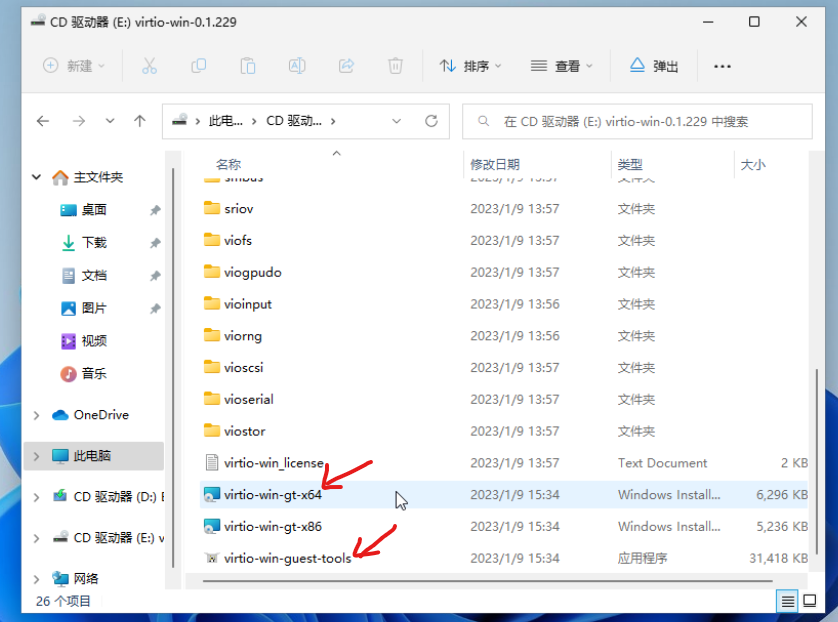 CD 驱动器 (E:) virtio-win-0.1.229
新建 排序 查看 弹出
此电... CD 驱动... 在 CD 驱动器 (E:) virtio-win-0.1.229 中搜索
名称 修改日期 类型 大小
主文件夹
桌面
下载
文档
图片
视频
音乐
OneDrive
此电脑
CD 驱动器 (D:)
CD 驱动器 (E:) v
网络
smbus 2023/1/9 13:57 文件夹
sriov 2023/1/9 13:57 文件夹
viofs 2023/1/9 13:57 文件夹
viogpudo 2023/1/9 13:57 文件夹
vioinput 2023/1/9 13:56 文件夹
viorng 2023/1/9 13:56 文件夹
vioscsi 2023/1/9 13:57 文件夹
vioserial 2023/1/9 13:57 文件夹
viostor 2023/1/9 13:57 文件夹
virtio-win_license 2023/1/9 13:57 Text Document 2 KB
virtio-win-gt-x64 2023/1/9 15:34 Windows Install... 6,296 KB
virtio-win-gt-x86 2023/1/9 15:34 Windows Install... 5,236 KB
virtio-win-guest-tools 2023/1/9 15:34 应用程序 31,418 KB
26 个项目